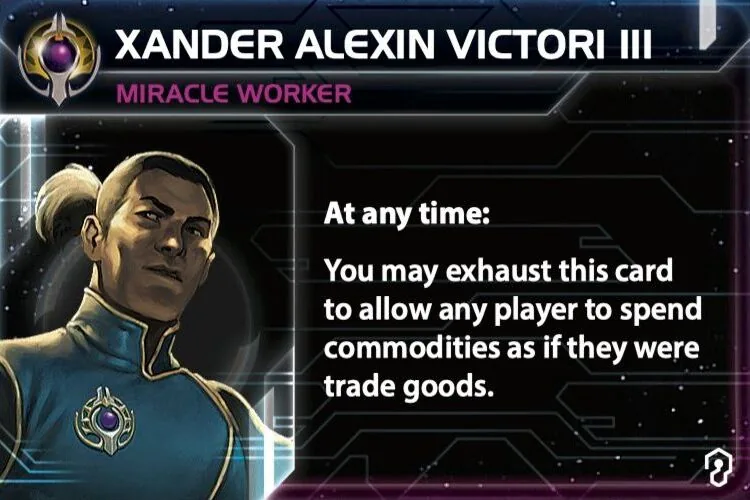 XANDER ALEXIN VICTORI III
MIRACLE WORKER
At any time:
You may exhaust this card
to allow any player to spend
commodities as if they were
trade goods.